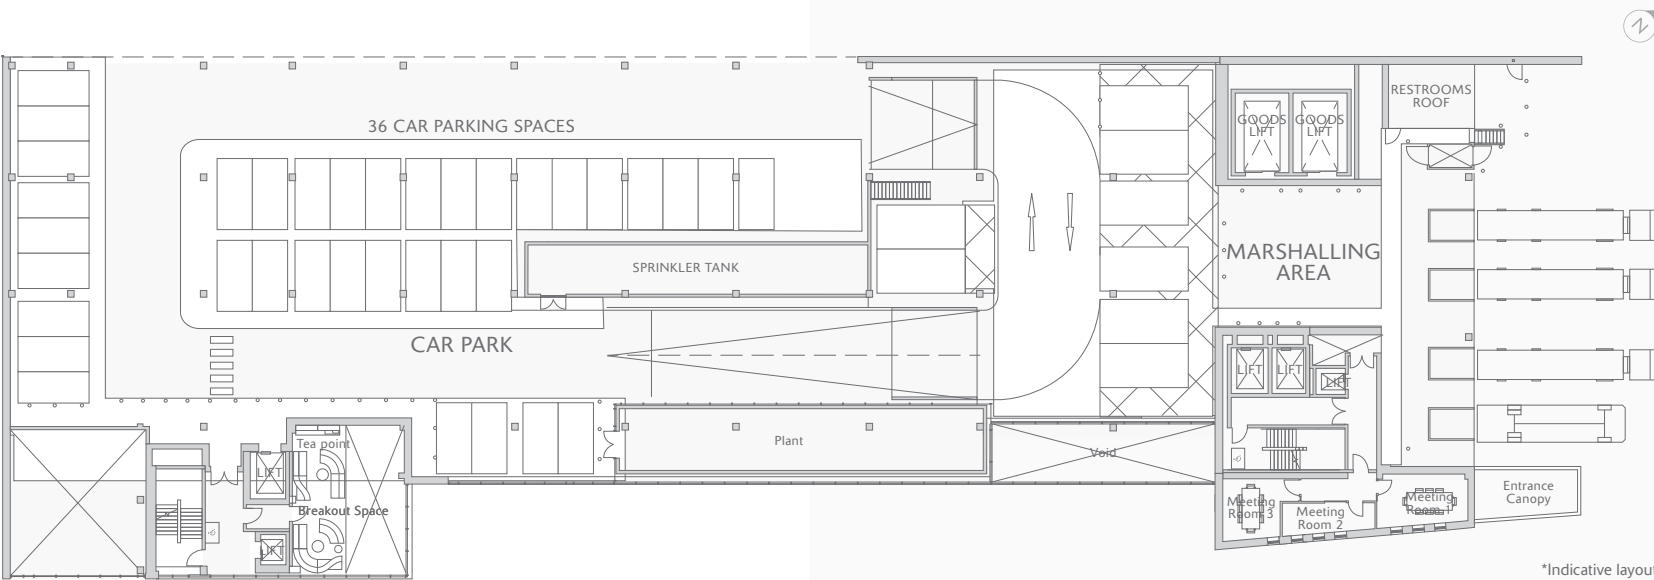 N
RESTROOMS
ROOF
36 CAR PARKING SPACES
GOODS
LIFT
GOODS
LIFT
MARSHALLING
AREA
SPRINKLER TANK
CAR PARK
LIFT
LIFT
LIFT
Tea point
Plant
Void
LIFT
Breakout Space
LIFT
Meeting
Room 3
Meeting
Room 2
Meeting
Room 1
Entrance
Canopy
*Indicative layout